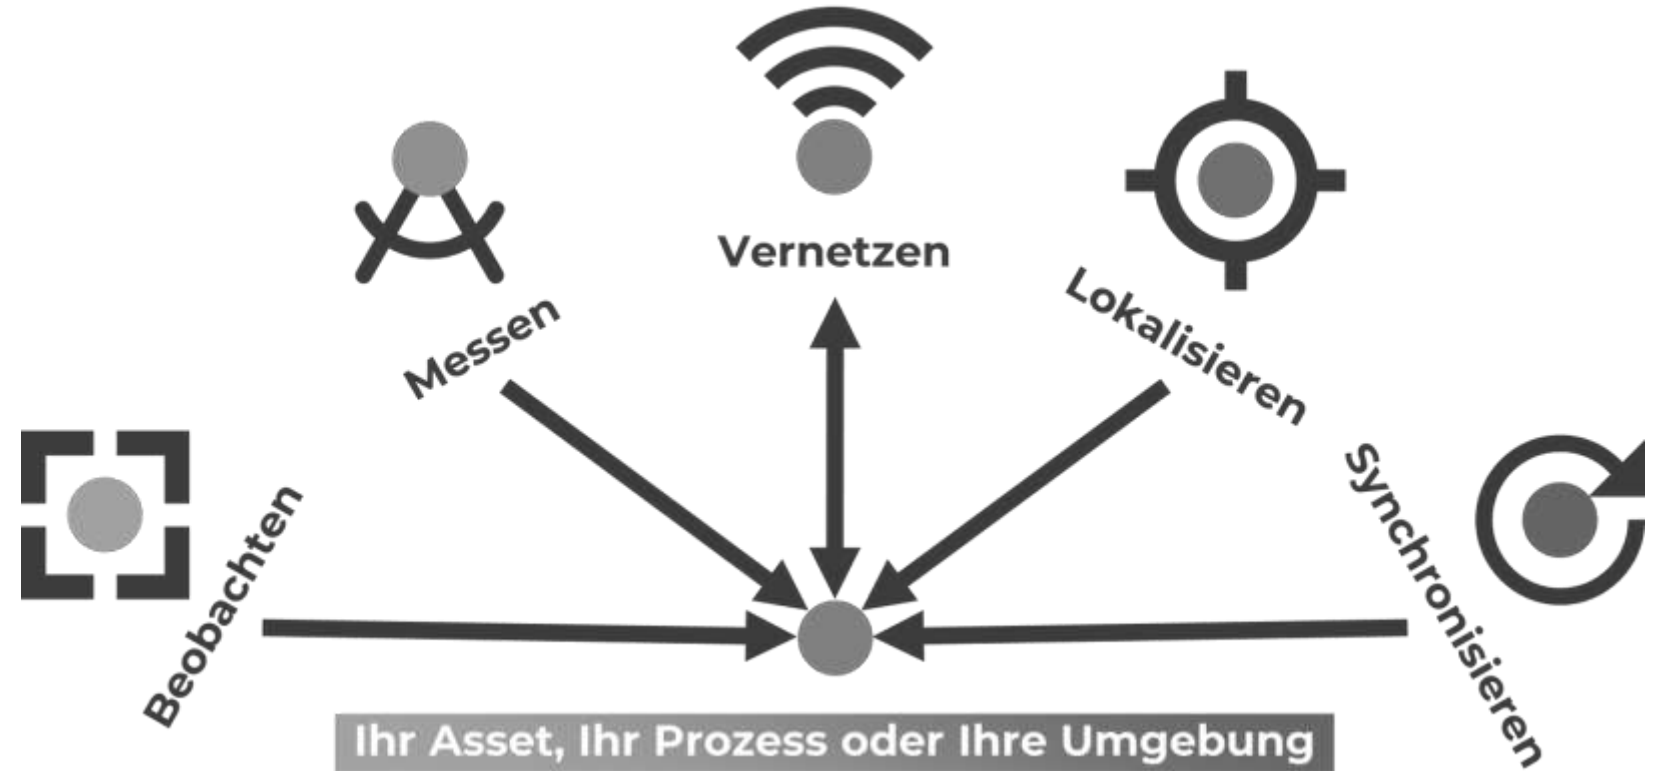 Vernetzen
Messen
Lokalisieren
Beobachten
Synchronisieren
Ihr Asset, Ihr Prozess oder Ihre Umgebung